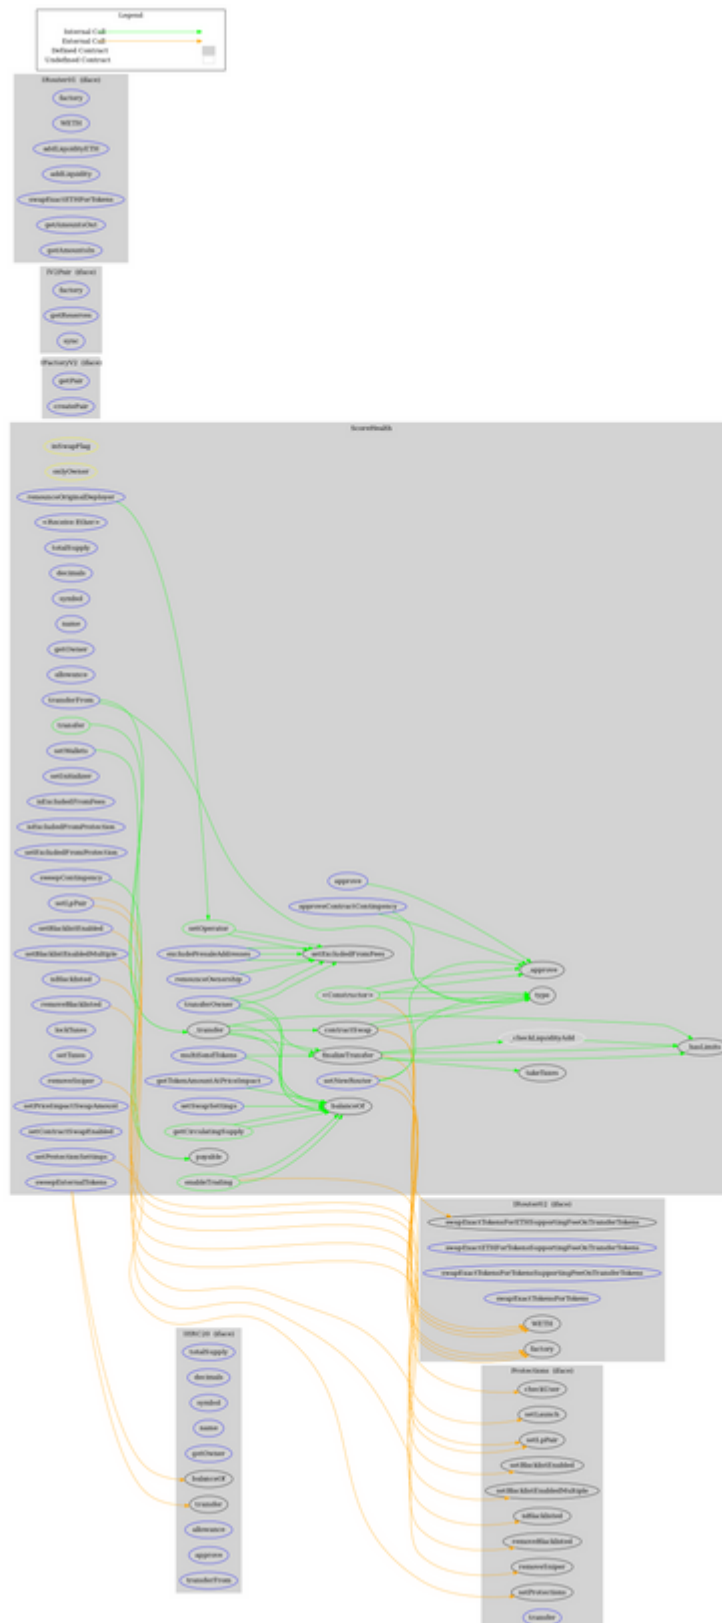 Legend
Internal Call
External Call
Defined Contract
Undefined Contract
IRouter01 (iface)
factory
WETH
addLiquidityETH
addLiquidity
swapExactETHForTokens
getAmountsOut
getAmountsIn
IV2Pair (iface)
factory
getReserves
sync
IFactoryV2 (iface)
getPair
createPair
ScoreHealth
inSwapFlag
onlyOwner
renounceOriginalDeployer
<Receive Ether>
totalSupply
decimals
symbol
name
getOwner
allowance
transferFrom
transfer
setWallets
setInitializer
isExcludedFromFees
isExcludedFromProtection
setExcludedFromProtection
sweepContingency
setLpPair
setBlacklistEnabled
setBlacklistEnabledMultiple
isBlacklisted
removeBlacklisted
lockTaxes
setTaxes
removeSniper
setPriceImpactSwapAmount
setContractSwapEnabled
setProtectionSettings
sweepExternalTokens
approve
approveContractContingency
setOperator
excludePresaleAddresses
renounceOwnership
transferOwner
_transfer
multiSendTokens
getTokenAmountAtPriceImpact
setSwapSettings
getCirculatingSupply
payable
enableTrading
setExcludedFromFees
<Constructor>
contractSwap
finalizeTransfer
setNewRouter
balanceOf
_approve
type
_checkLiquidityAdd
takeTaxes
_hasLimits
IRouter02 (iface)
swapExactTokensForETHSupportingFeeOnTransferTokens
swapExactETHForTokensSupportingFeeOnTransferTokens
swapExactTokensForTokensSupportingFeeOnTransferTokens
swapExactTokensForTokens
WETH
factory
IERC20 (iface)
totalSupply
decimals
symbol
name
getOwner
balanceOf
transfer
allowance
approve
transferFrom
Protections (iface)
checkUser
setLaunch
setLpPair
setBlacklistEnabled
setBlacklistEnabledMultiple
isBlacklisted
removeBlacklisted
removeSniper
setProtections
transfer